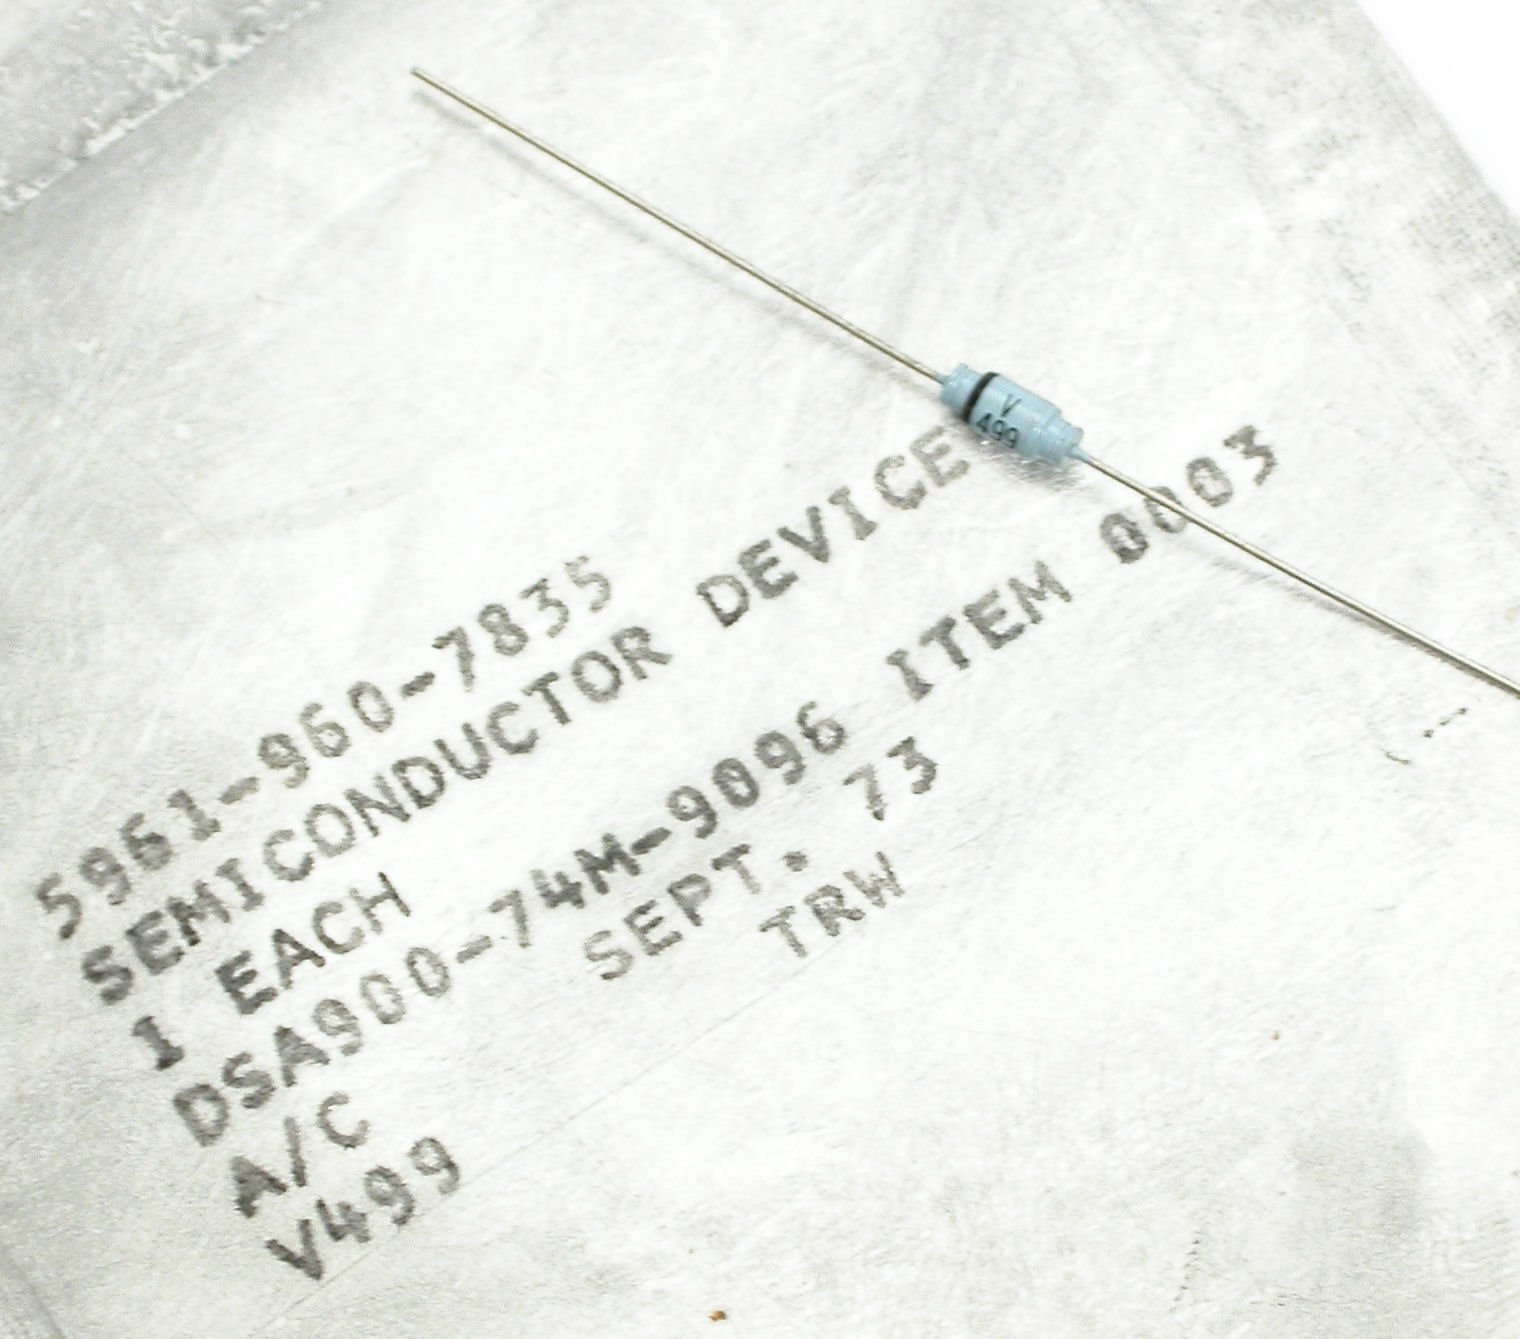 V
499
5961-960-7835
SEMICONDUCTOR DEVICE
1 EACH
DSA900-74M-9096 ITEM 0003
A/C SEPT. 73
V499 TRW